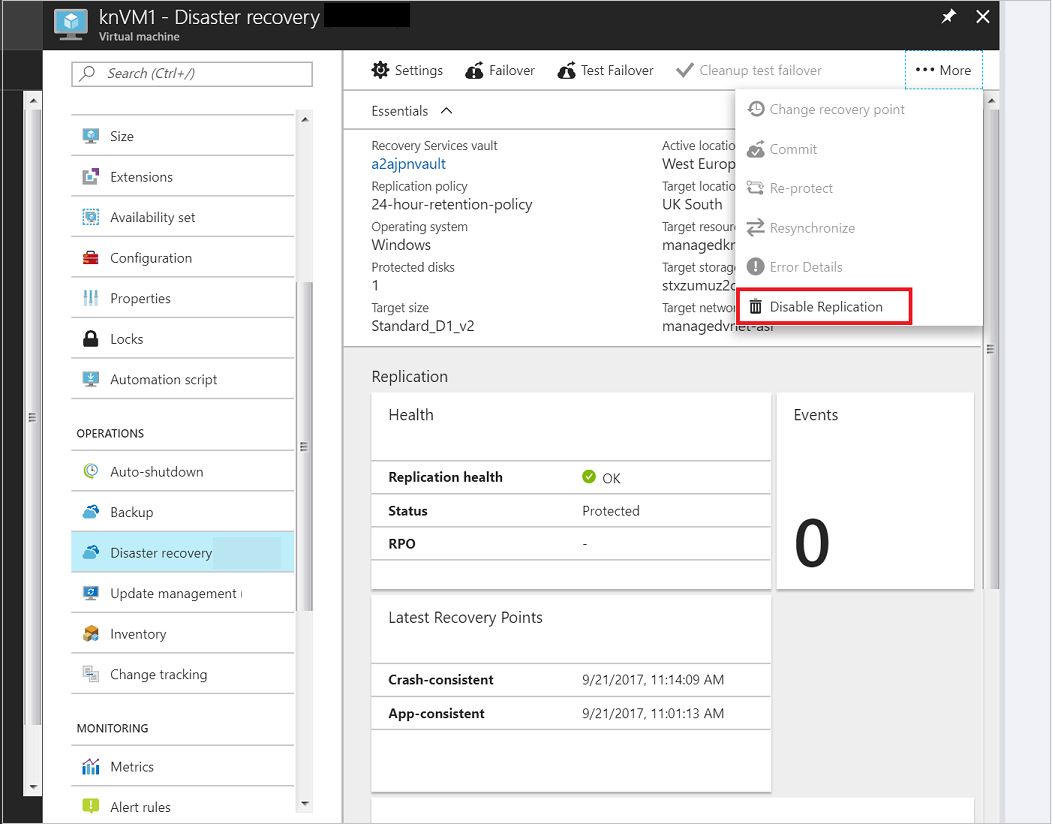 knVM1 - Disaster recovery
Virtual machine
Search (Ctrl+/)
Size
Extensions
Availability set
Configuration
Properties
Locks
Automation script
OPERATIONS
Auto-shutdown
Backup
Disaster recovery
Update management (
Inventory
Change tracking
MONITORING
Metrics
Alert rules
Settings
Failover
Test Failover
Cleanup test failover
More
Essentials
Recovery Services vault
a2ajpnvault
Replication policy
24-hour-retention-policy
Operating system
Windows
Protected disks
1
Target size
Standard_D1_v2
Active locatio
West Europ
Target locatio
UK South
Target resour
managedkn
Target storag
stxzumuz2c
Target networ
managedvnet-asr
Change recovery point
Commit
Re-protect
Resynchronize
Error Details
Disable Replication
Replication
Health
Replication health OK
Status Protected
RPO -
Events
0
Latest Recovery Points
Crash-consistent 9/21/2017, 11:14:09 AM
App-consistent 9/21/2017, 11:01:13 AM